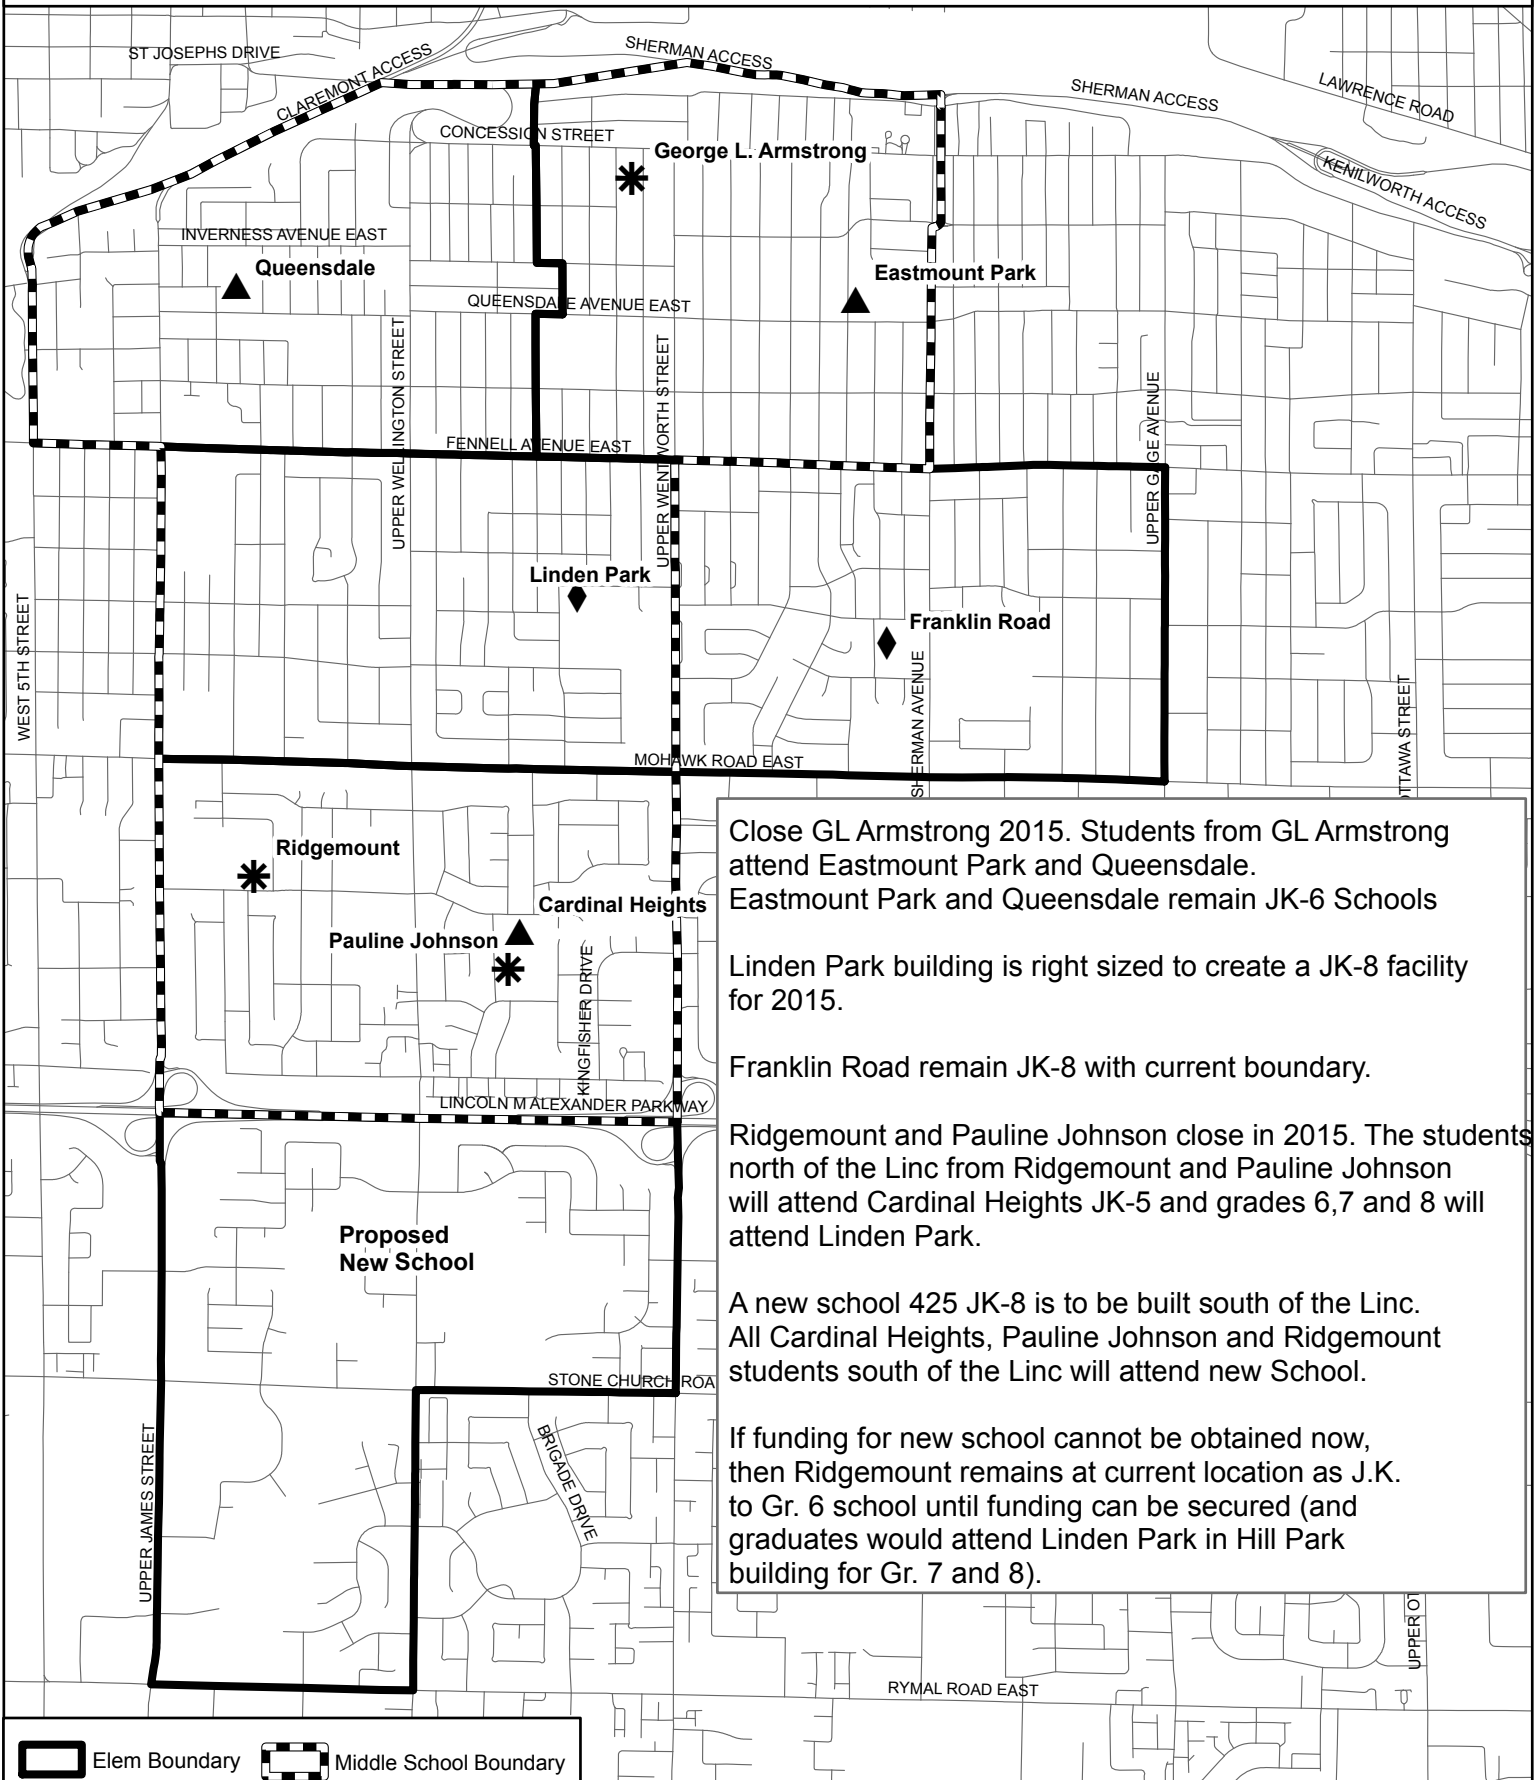 ST JOSEPHS DRIVE
CLAREMONT ACCESS
SHERMAN ACCESS
SHERMAN ACCESS
LAWRENCE ROAD
KENILWORTH ACCESS
CONCESSION STREET
George L. Armstrong
INVERNESS AVENUE EAST
Queensdale
Eastmount Park
QUEENSDALE AVENUE EAST
UPPER WELLINGTON STREET
UPPER WENTWORTH STREET
UPPER GAGE AVENUE
FENNELL AVENUE EAST
Linden Park
Franklin Road
WEST 5TH STREET
SHERMAN AVENUE
OTTAWA STREET
MOHAWK ROAD EAST
Ridgemount
Cardinal Heights
Pauline Johnson
KINGFISHER DRIVE
LINCOLN M ALEXANDER PARKWAY
Proposed
New School
STONE CHURCH ROA
BRIGADE DRIVE
UPPER JAMES STREET
Close GL Armstrong 2015. Students from GL Armstrong
attend Eastmount Park and Queensdale.
Eastmount Park and Queensdale remain JK-6 Schools
Linden Park building is right sized to create a JK-8 facility
for 2015.
Franklin Road remain JK-8 with current boundary.
Ridgemount and Pauline Johnson close in 2015. The students
north of the Linc from Ridgemount and Pauline Johnson
will attend Cardinal Heights JK-5 and grades 6,7 and 8 will
attend Linden Park.
A new school 425 JK-8 is to be built south of the Linc.
All Cardinal Heights, Pauline Johnson and Ridgemount
students south of the Linc will attend new School.
If funding for new school cannot be obtained now,
then Ridgemount remains at current location as J.K.
to Gr. 6 school until funding can be secured (and
graduates would attend Linden Park in Hill Park
building for Gr. 7 and 8).
UPPER OT
RYMAL ROAD EAST
Elem Boundary
Middle School Boundary